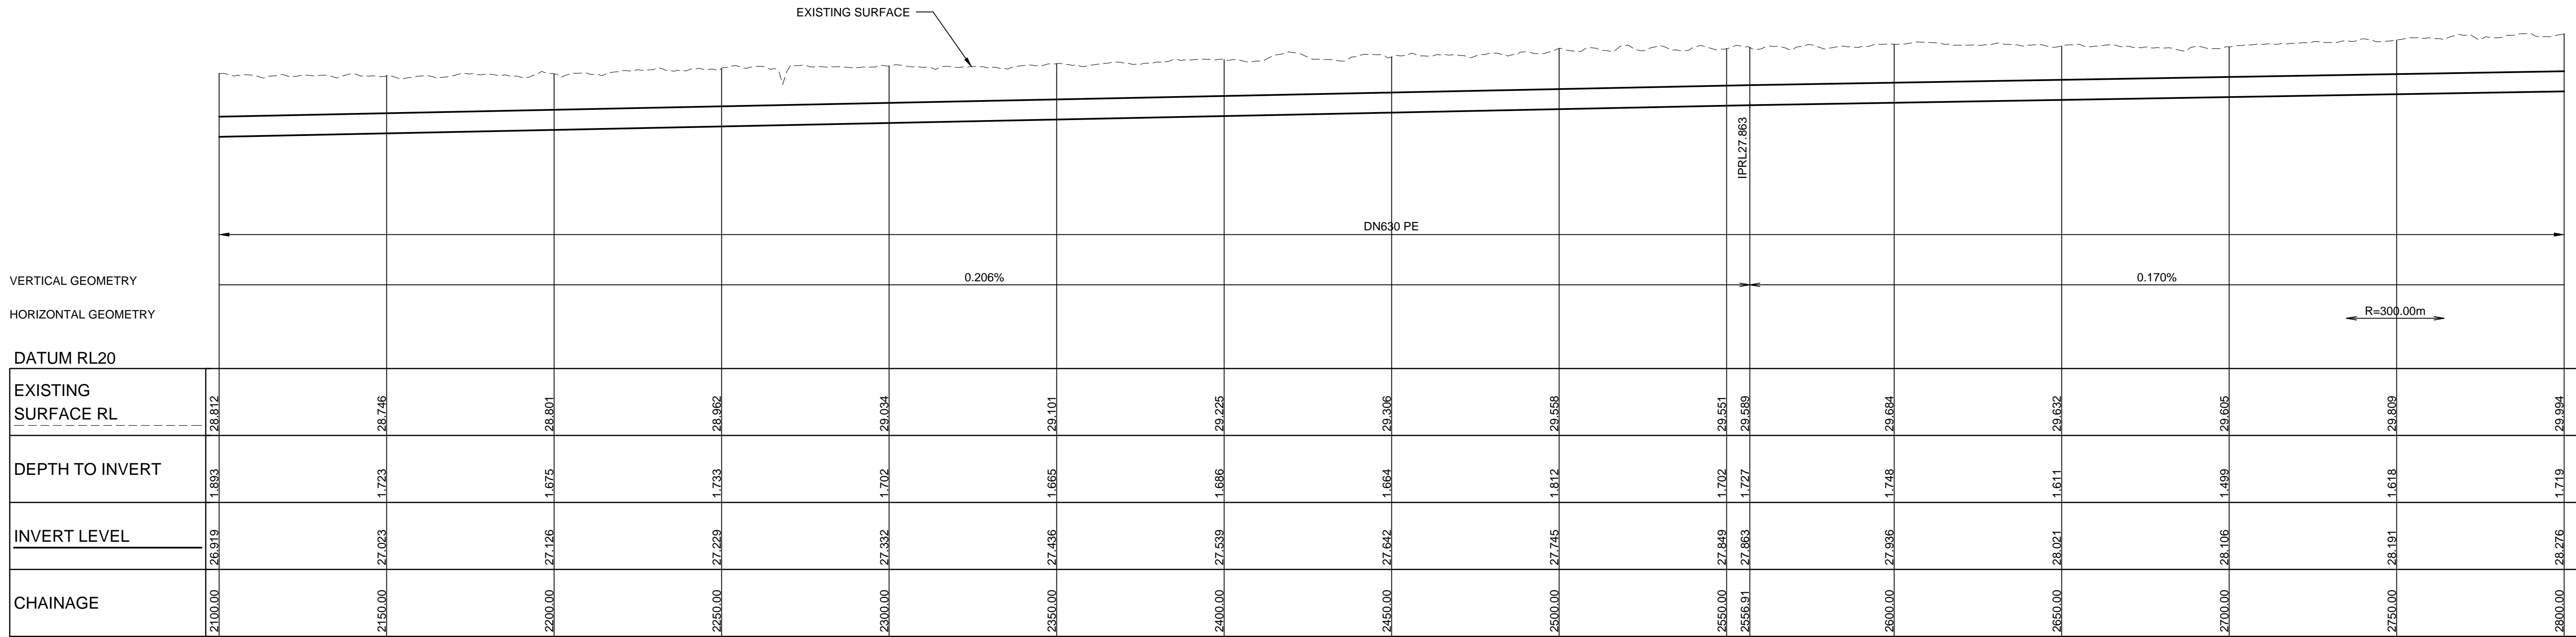 EXISTING SURFACE
IPRL27.863
DN630 PE
VERTICAL GEOMETRY
0.206%
0.170%
HORIZONTAL GEOMETRY
R=300.00m
DATUM RL20
EXISTING
SURFACE RL
28.812 28.746 28.801 28.962 29.034 29.101 29.225 29.306 29.558 29.551 29.589 29.684 29.632 29.605 29.809 29.994
DEPTH TO INVERT
1.893 1.723 1.675 1.733 1.702 1.665 1.686 1.664 1.812 1.702 1.727 1.748 1.611 1.499 1.618 1.719
INVERT LEVEL
26.919 27.023 27.126 27.229 27.332 27.436 27.539 27.642 27.745 27.849 27.863 27.936 28.021 28.106 28.191 28.276
CHAINAGE
2100.00 2150.00 2200.00 2250.00 2300.00 2350.00 2400.00 2450.00 2500.00 2550.00 2556.91 2600.00 2650.00 2700.00 2750.00 2800.00